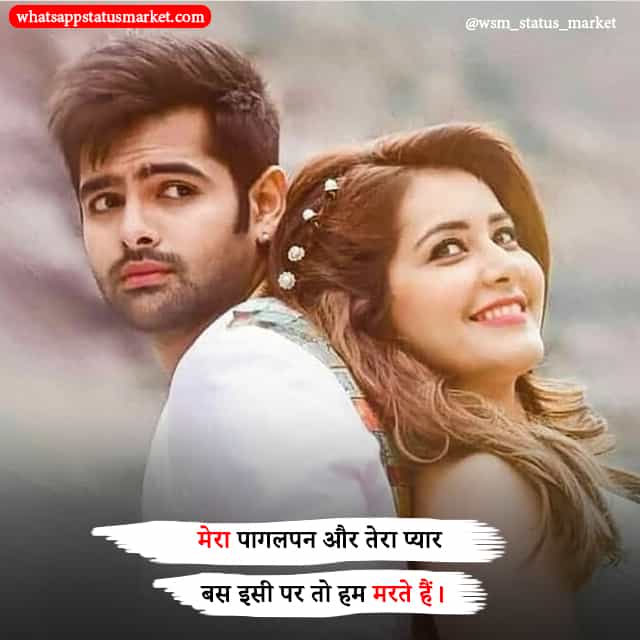 whatsappstatusmarket.com
@wsm_status_market
मेरा पागलपन और तेरा प्यार
बस इसी पर तो हम मरते हैं।